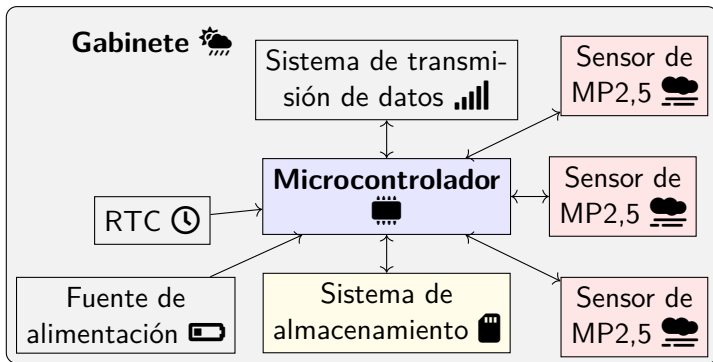 Gabinete
Sistema de transmi-
sión de datos
Sensor de
MP2,5
Microcontrolador
Sensor de
MP2,5
RTC
Fuente de
alimentación
Sistema de
almacenamiento
Sensor de
MP2,5